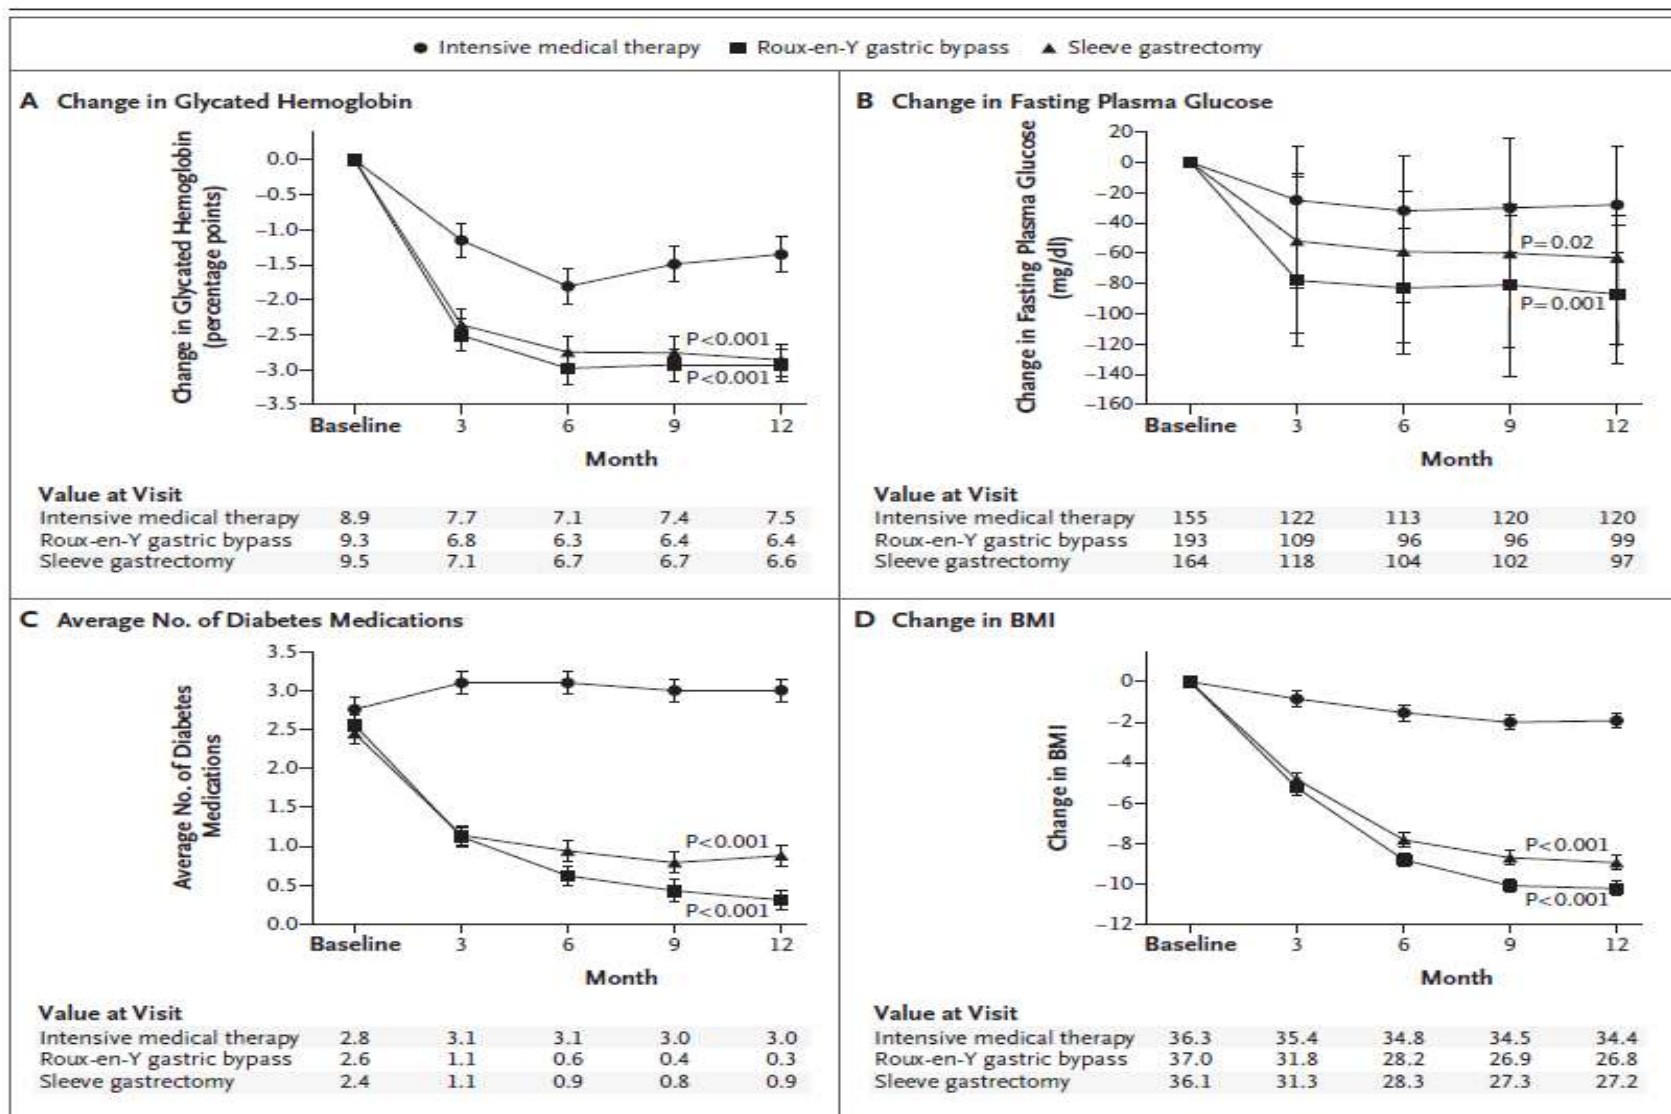 Intensive medical therapy Roux-en-Y gastric bypass Sleeve gastrectomy
A Change in Glycated Hemoglobin
Change in Glycated Hemoglobin
(percentage points)
0.0
−0.5
−1.0
−1.5
−2.0
−2.5
−3.0
−3.5
P<0.001
P<0.001
Baseline 3 6 9 12
Month
Value at Visit
Intensive medical therapy 8.9 7.7 7.1 7.4 7.5
Roux-en-Y gastric bypass 9.3 6.8 6.3 6.4 6.4
Sleeve gastrectomy 9.5 7.1 6.7 6.7 6.6
B Change in Fasting Plasma Glucose
Change in Fasting Plasma Glucose
(mg/dl)
20
0
−20
−40
−60
−80
−100
−120
−140
−160
P=0.02
P=0.001
Baseline 3 6 9 12
Month
Value at Visit
Intensive medical therapy 155 122 113 120 120
Roux-en-Y gastric bypass 193 109 96 96 99
Sleeve gastrectomy 164 118 104 102 97
C Average No. of Diabetes Medications
Average No. of Diabetes
Medications
3.5
3.0
2.5
2.0
1.5
1.0
0.5
0.0
P<0.001
P<0.001
Baseline 3 6 9 12
Month
Value at Visit
Intensive medical therapy 2.8 3.1 3.1 3.0 3.0
Roux-en-Y gastric bypass 2.6 1.1 0.6 0.4 0.3
Sleeve gastrectomy 2.4 1.1 0.9 0.8 0.9
D Change in BMI
Change in BMI
0
−2
−4
−6
−8
−10
−12
P<0.001
P<0.001
Baseline 3 6 9 12
Month
Value at Visit
Intensive medical therapy 36.3 35.4 34.8 34.5 34.4
Roux-en-Y gastric bypass 37.0 31.8 28.2 26.9 26.8
Sleeve gastrectomy 36.1 31.3 28.3 27.3 27.2